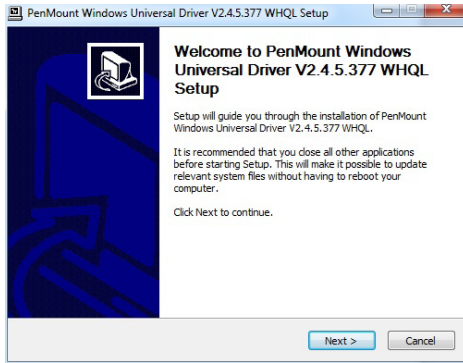 PenMount Windows Universal Driver V2.4.5.377 WHQL Setup
Welcome to PenMount Windows
Universal Driver V2.4.5.377 WHQL
Setup
Setup will guide you through the installation of PenMount
Windows Universal Driver V2.4.5.377 WHQL.
It is recommended that you close all other applications
before starting Setup. This will make it possible to update
relevant system files without having to reboot your
computer.
Click Next to continue.
Next >
Cancel